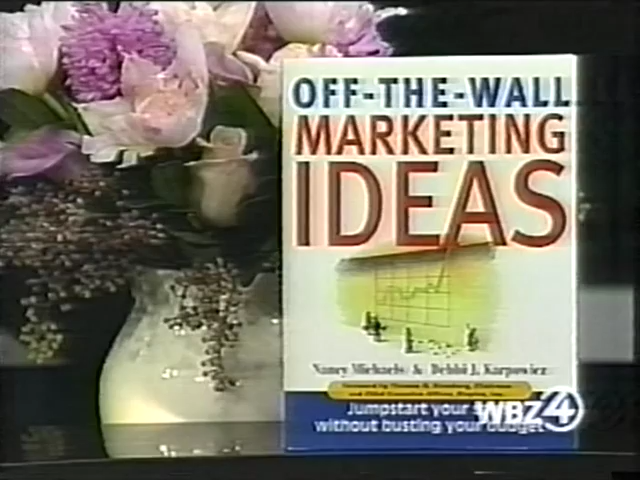 OFF-THE-WALL
MARKETING
IDEAS
Nancy Michaels & Debbi J. Karpowicz
Jumpstart your
without busting your budget
WBZ4